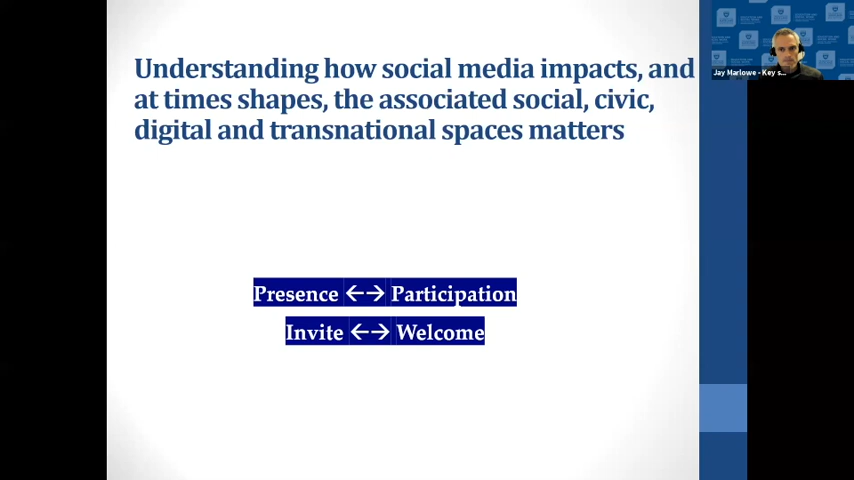 Understanding how social media impacts, and
at times shapes, the associated social, civic,
digital and transnational spaces matters
Presence ←→ Participation
Invite ←→ Welcome
Jay Marlowe - Key s...